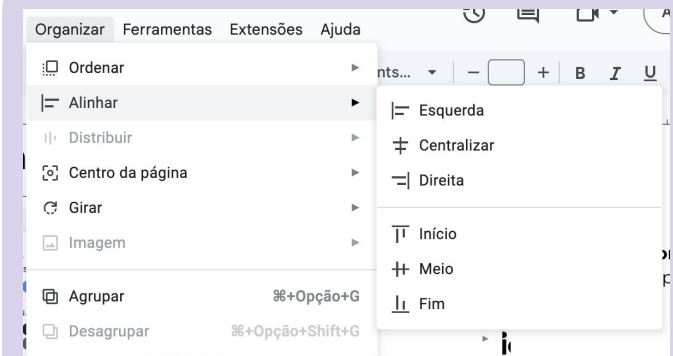 Organizar Ferramentas Extensões Ajuda
Ordenar
nts... − + B I U
Alinhar
Esquerda
Distribuir
Centralizar
Centro da página
Direita
Girar
Início
Imagem
Meio
Agrupar ⌘+Opção+G
Fim
Desagrupar ⌘+Opção+Shift+G